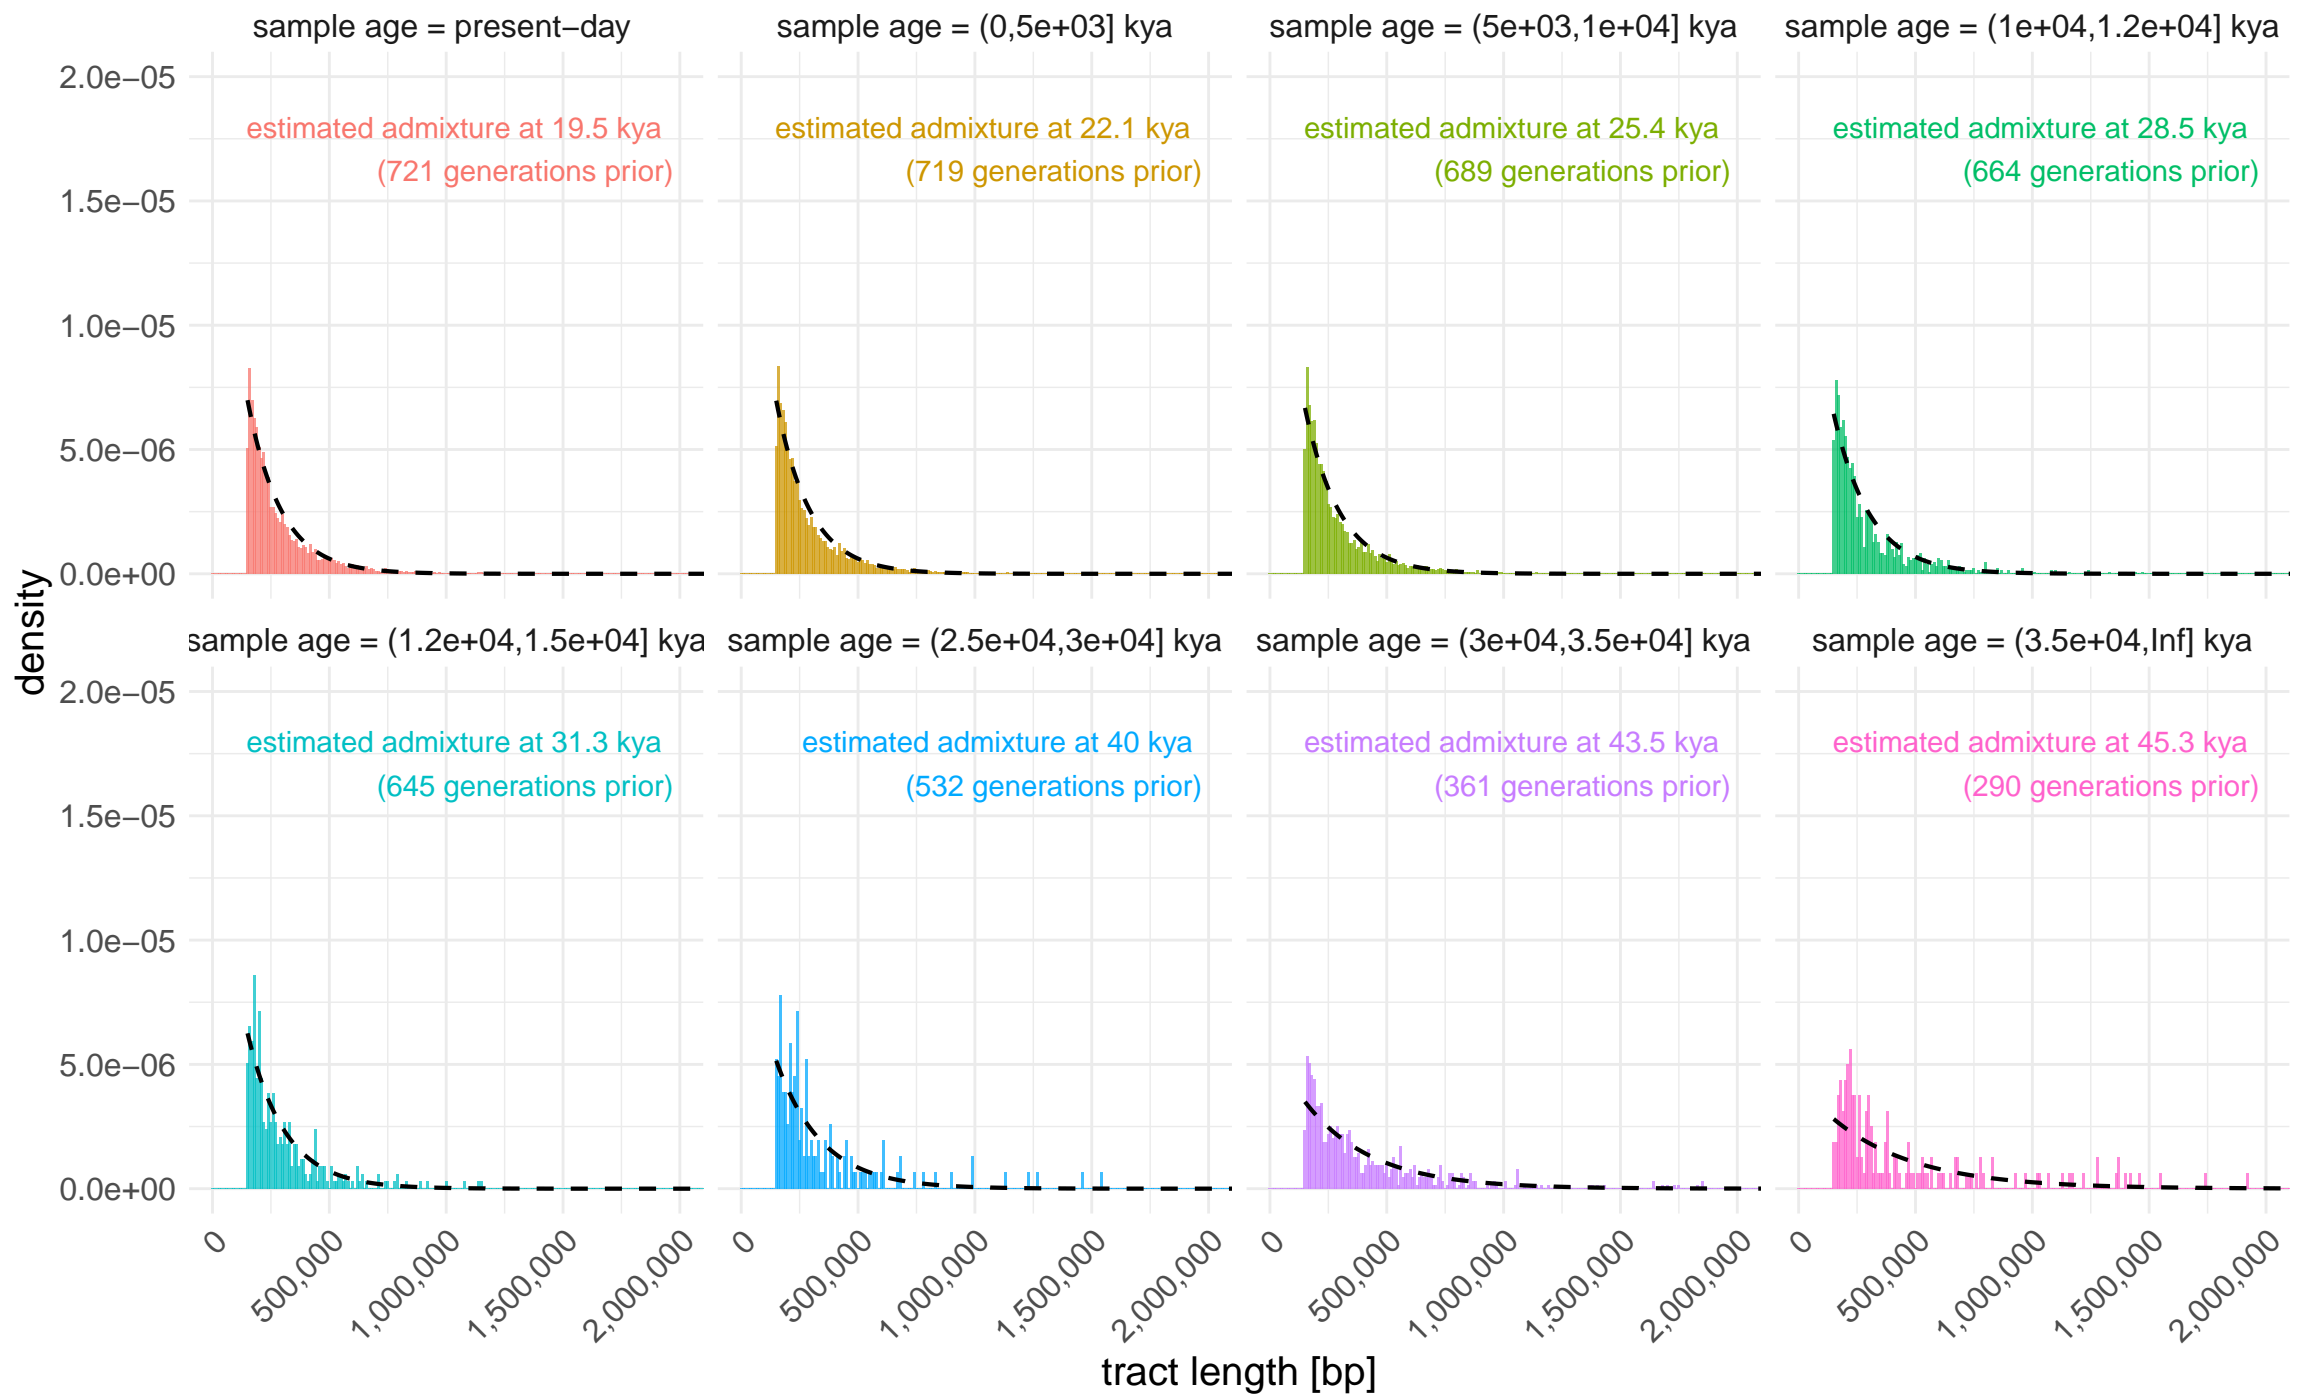 sample age = present−day
sample age = (0,5e+03] kya
sample age = (5e+03,1e+04] kya
sample age = (1e+04,1.2e+04] kya
2.0e−05
1.5e−05
1.0e−05
5.0e−06
0.0e+00
estimated admixture at 19.5 kya
(721 generations prior)
estimated admixture at 22.1 kya
(719 generations prior)
estimated admixture at 25.4 kya
(689 generations prior)
estimated admixture at 28.5 kya
(664 generations prior)
density
sample age = (1.2e+04,1.5e+04] kya
sample age = (2.5e+04,3e+04] kya
sample age = (3e+04,3.5e+04] kya
sample age = (3.5e+04,Inf] kya
2.0e−05
1.5e−05
1.0e−05
5.0e−06
0.0e+00
estimated admixture at 31.3 kya
(645 generations prior)
estimated admixture at 40 kya
(532 generations prior)
estimated admixture at 43.5 kya
(361 generations prior)
estimated admixture at 45.3 kya
(290 generations prior)
0
500,000
1,000,000
1,500,000
2,000,000
0
500,000
1,000,000
1,500,000
2,000,000
0
500,000
1,000,000
1,500,000
2,000,000
0
500,000
1,000,000
1,500,000
2,000,000
tract length [bp]